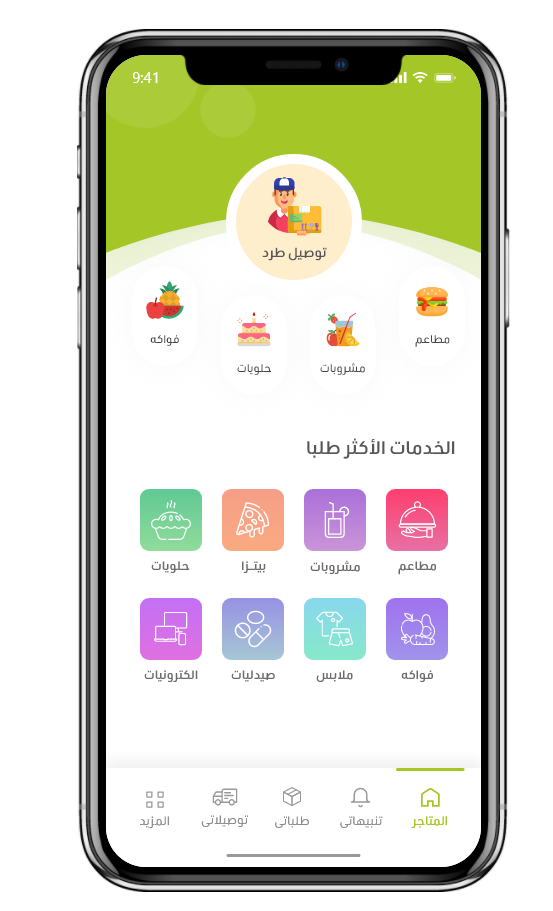 9:41
توصيل طرد
مطاعم
فواكه
مشروبات
حلويات
الخدمات الأكثر طلبا
مطاعم
مشروبات
بيتزا
حلويات
فواكه
ملابس
صيدليات
الكترونيات
المتاجر
تنبيهاتى
طلباتى
توصيلاتى
المزيد